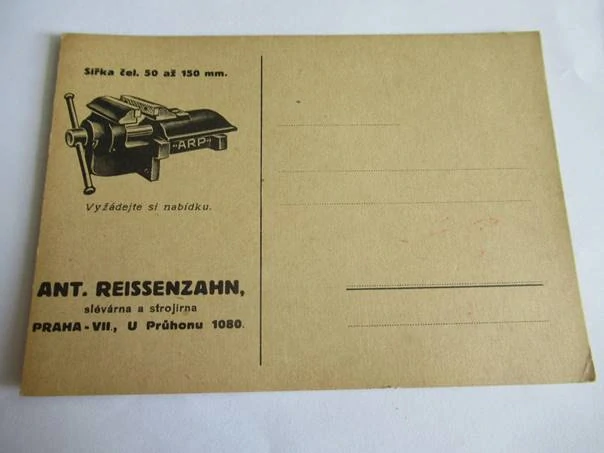 Šířka čel. 50 až 150 mm.
"ARP"
Vyžádejte si nabídku.
ANT. REISSENZAHN,
slévárna a strojírna
PRAHA - VII., U Průhonu 1080.